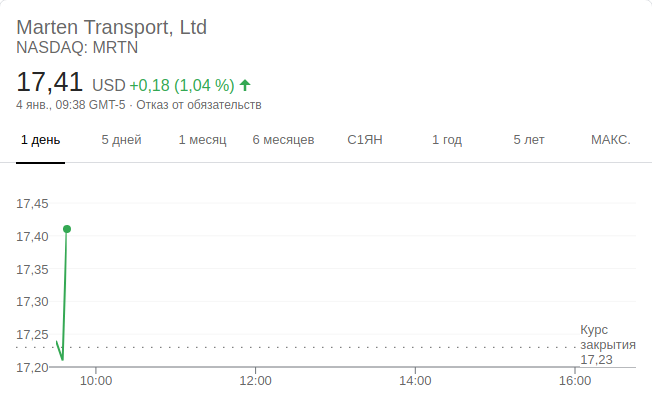 Marten Transport, Ltd
NASDAQ: MRTN
17,41 USD +0,18 (1,04 %)
4 янв., 09:38 GMT-5 · Отказ от обязательств
1 день 5 дней 1 месяц 6 месяцев С1ЯН 1 год 5 лет МАКС.
17,45
17,40
17,35
17,30
17,25
Курс
закрытия
17,23
17,20
10:00 12:00 14:00 16:00